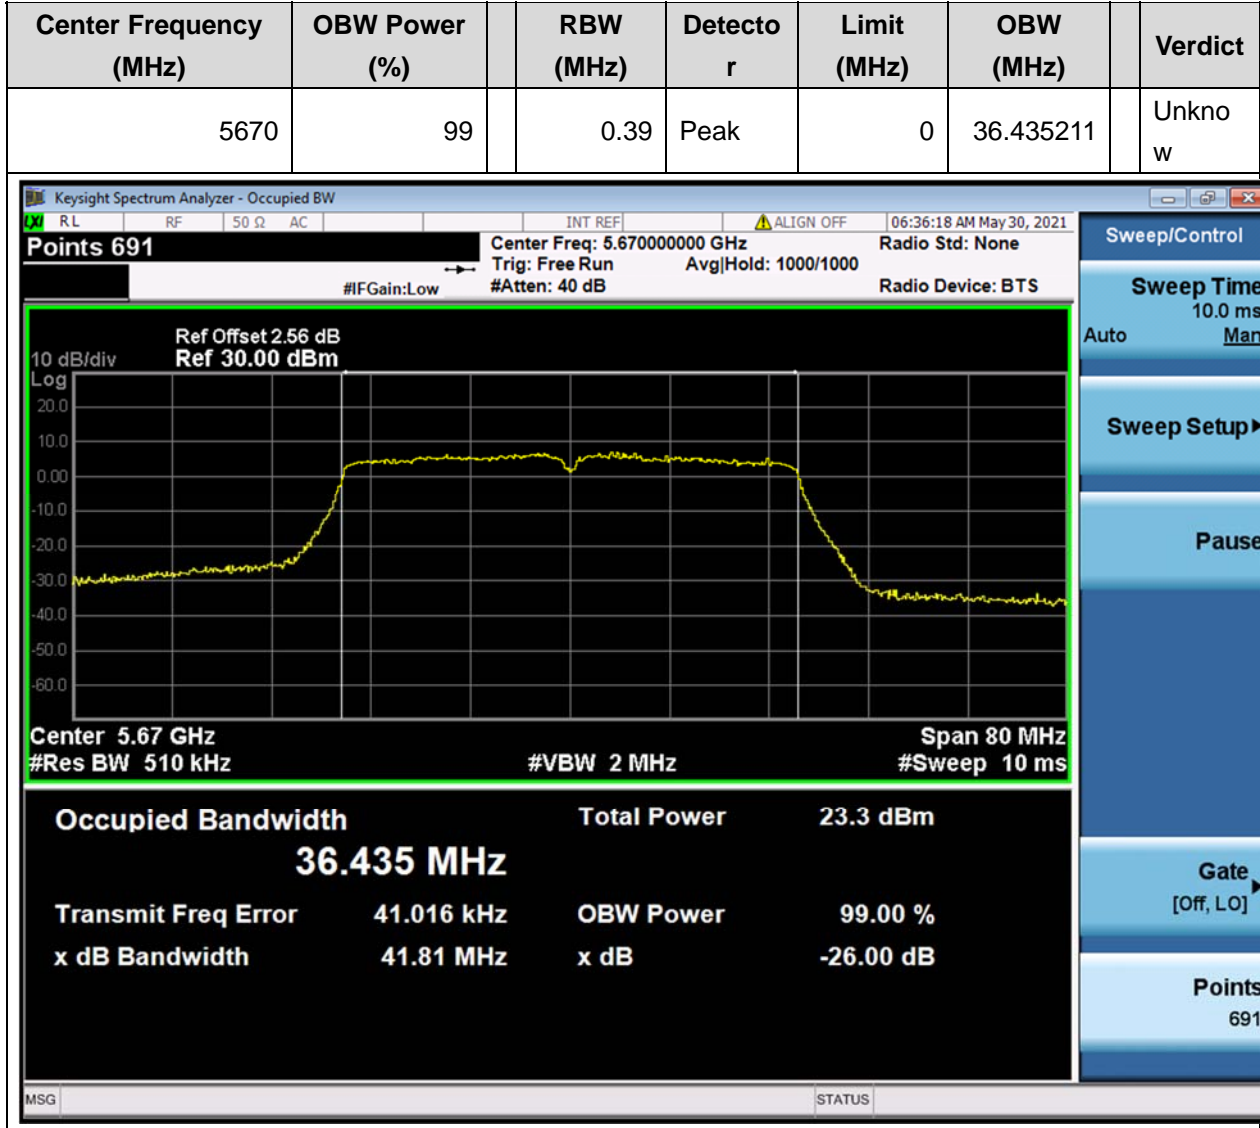 Center Frequency OBW Power RBW Detecto Limit OBW Verdict
(MHz) (%) (MHz) r (MHz) (MHz)
5670 99 0.39 Peak 0 36.435211 Unkno
w
Keysight Spectrum Analyzer - Occupied BW
LXI RL RF 50 Ω AC INT REF ALIGN OFF 06:36:18 AM May 30, 2021
Points 691
Center Freq: 5.670000000 GHz Radio Std: None
Trig: Free Run Avg|Hold: 1000/1000
#IFGain:Low #Atten: 40 dB Radio Device: BTS
Ref Offset 2.56 dB
10 dB/div Ref 30.00 dBm
Log
20.0
10.0
0.00
-10.0
-20.0
-30.0
-40.0
-50.0
-60.0
Center 5.67 GHz Span 80 MHz
#Res BW 510 kHz #VBW 2 MHz #Sweep 10 ms
Occupied Bandwidth Total Power 23.3 dBm
36.435 MHz
Transmit Freq Error 41.016 kHz OBW Power 99.00 %
x dB Bandwidth 41.81 MHz x dB -26.00 dB
MSG STATUS
Sweep/Control
Sweep Time
10.0 ms
Auto Man
Sweep Setup
Pause
Gate
[Off, LO]
Points
691